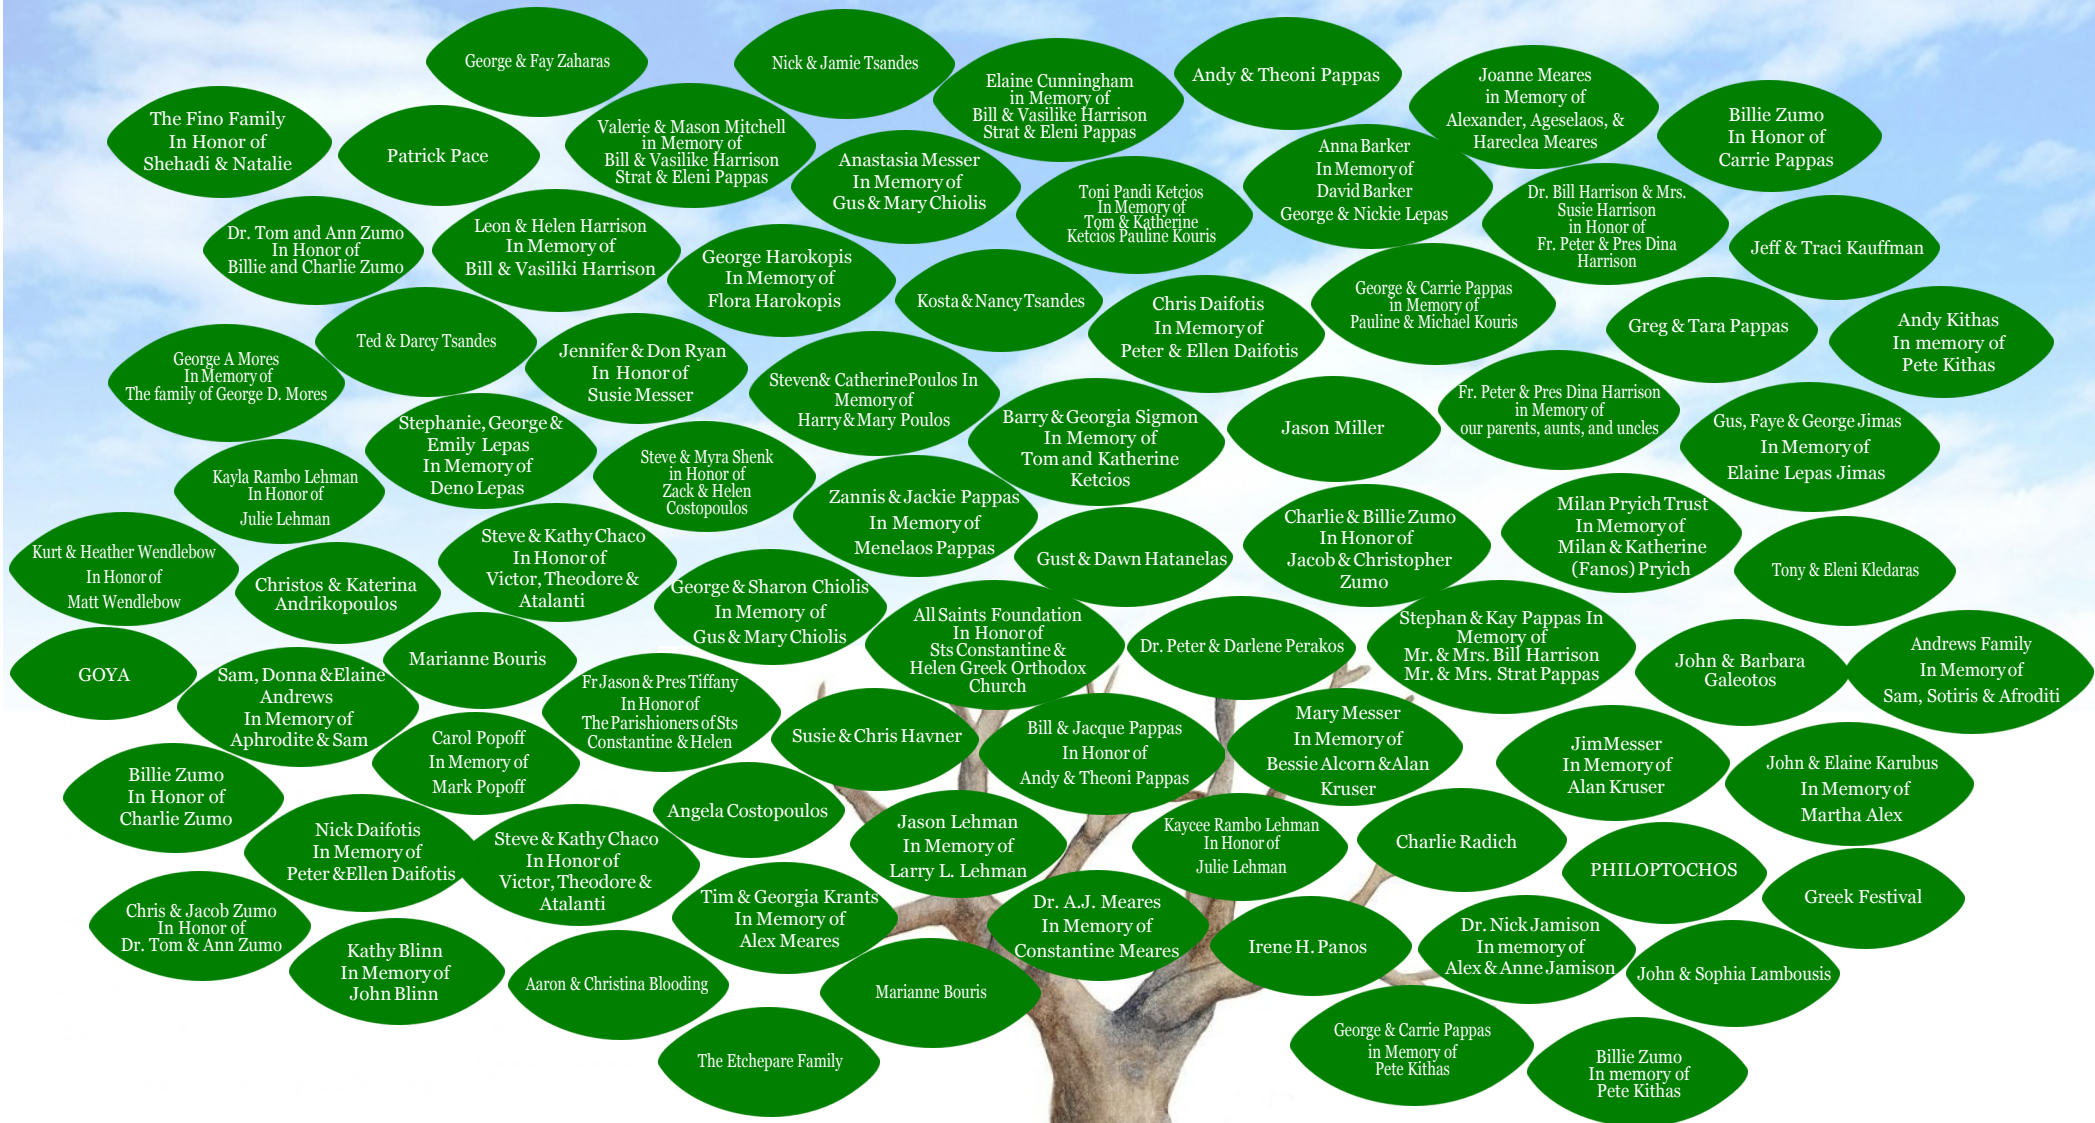 George & Fay Zaharas
Nick & Jamie Tsandes
Elaine Cunningham
in Memory of
Bill & Vasilike Harrison
Strat & Eleni Pappas
Andy & Theoni Pappas
Joanne Meares
in Memory of
Alexander, Ageselaos, &
Hareclea Meares
Billie Zumo
In Honor of
Carrie Pappas
The Fino Family
In Honor of
Shehadi & Natalie
Patrick Pace
Valerie & Mason Mitchell
in Memory of
Bill & Vasilike Harrison
Strat & Eleni Pappas
Anastasia Messer
In Memory of
Gus & Mary Chiolis
Toni Pandi Ketcios
In Memory of
Tom & Katherine
Ketcios Pauline Kouris
Anna Barker
In Memory of
David Barker
George & Nickie Lepas
Dr. Bill Harrison & Mrs.
Susie Harrison
in Honor of
Fr. Peter & Pres Dina
Harrison
Jeff & Traci Kauffman
Dr. Tom and Ann Zumo
In Honor of
Billie and Charlie Zumo
Leon & Helen Harrison
In Memory of
Bill & Vasiliki Harrison
George Harokopis
In Memory of
Flora Harokopis
Kosta & Nancy Tsandes
Chris Daifotis
In Memory of
Peter & Ellen Daifotis
George & Carrie Pappas
in Memory of
Pauline & Michael Kouris
Greg & Tara Pappas
Andy Kithas
In memory of
Pete Kithas
George A Mores
In Memory of
The family of George D. Mores
Ted & Darcy Tsandes
Jennifer & Don Ryan
In Honor of
Susie Messer
Steven& Catherine Poulos In
Memory of
Harry & Mary Poulos
Barry & Georgia Sigmon
In Memory of
Tom and Katherine
Ketcios
Jason Miller
Fr. Peter & Pres Dina Harrison
in Memory of
our parents, aunts, and uncles
Gus, Faye & George Jimas
In Memory of
Elaine Lepas Jimas
Kayla Rambo Lehman
In Honor of
Julie Lehman
Stephanie, George &
Emily Lepas
In Memory of
Deno Lepas
Steve & Myra Shenk
in Honor of
Zack & Helen
Costopoulos
Zannis & Jackie Pappas
In Memory of
Menelaos Pappas
Gust & Dawn Hatanelas
Charlie & Billie Zumo
In Honor of
Jacob & Christopher
Zumo
Milan Pryich Trust
In Memory of
Milan & Katherine
(Fanos) Pryich
Tony & Eleni Kledaras
Kurt & Heather Wendlebow
In Honor of
Matt Wendlebow
Christos & Katerina
Andrikopoulos
Steve & Kathy Chaco
In Honor of
Victor, Theodore &
Atalanti
George & Sharon Chiolis
In Memory of
Gus & Mary Chiolis
All Saints Foundation
In Honor of
Sts Constantine &
Helen Greek Orthodox
Church
Dr. Peter & Darlene Perakos
Stephan & Kay Pappas In
Memory of
Mr. & Mrs. Bill Harrison
Mr. & Mrs. Strat Pappas
John & Barbara
Galeotos
Andrews Family
In Memory of
Sam, Sotiris & Afroditi
GOYA
Sam, Donna &Elaine
Andrews
In Memory of
Aphrodite & Sam
Marianne Bouris
Fr Jason & Pres Tiffany
In Honor of
The Parishioners of Sts
Constantine & Helen
Susie & Chris Havner
Bill & Jacque Pappas
In Honor of
Andy & Theoni Pappas
Mary Messer
In Memory of
Bessie Alcorn &Alan
Kruser
Jim Messer
In Memory of
Alan Kruser
John & Elaine Karubus
In Memory of
Martha Alex
Billie Zumo
In Honor of
Charlie Zumo
Carol Popoff
In Memory of
Mark Popoff
Nick Daifotis
In Memory of
Peter &Ellen Daifotis
Steve & Kathy Chaco
In Honor of
Victor, Theodore &
Atalanti
Angela Costopoulos
Jason Lehman
In Memory of
Larry L. Lehman
Kaycee Rambo Lehman
In Honor of
Julie Lehman
Charlie Radich
PHILOPTOCHOS
Greek Festival
Chris & Jacob Zumo
In Honor of
Dr. Tom & Ann Zumo
Kathy Blinn
In Memory of
John Blinn
Aaron & Christina Blooding
Tim & Georgia Krants
In Memory of
Alex Meares
Marianne Bouris
Dr. A.J. Meares
In Memory of
Constantine Meares
Irene H. Panos
Dr. Nick Jamison
In memory of
Alex & Anne Jamison
John & Sophia Lambousis
The Etchepare Family
George & Carrie Pappas
in Memory of
Pete Kithas
Billie Zumo
In memory of
Pete Kithas